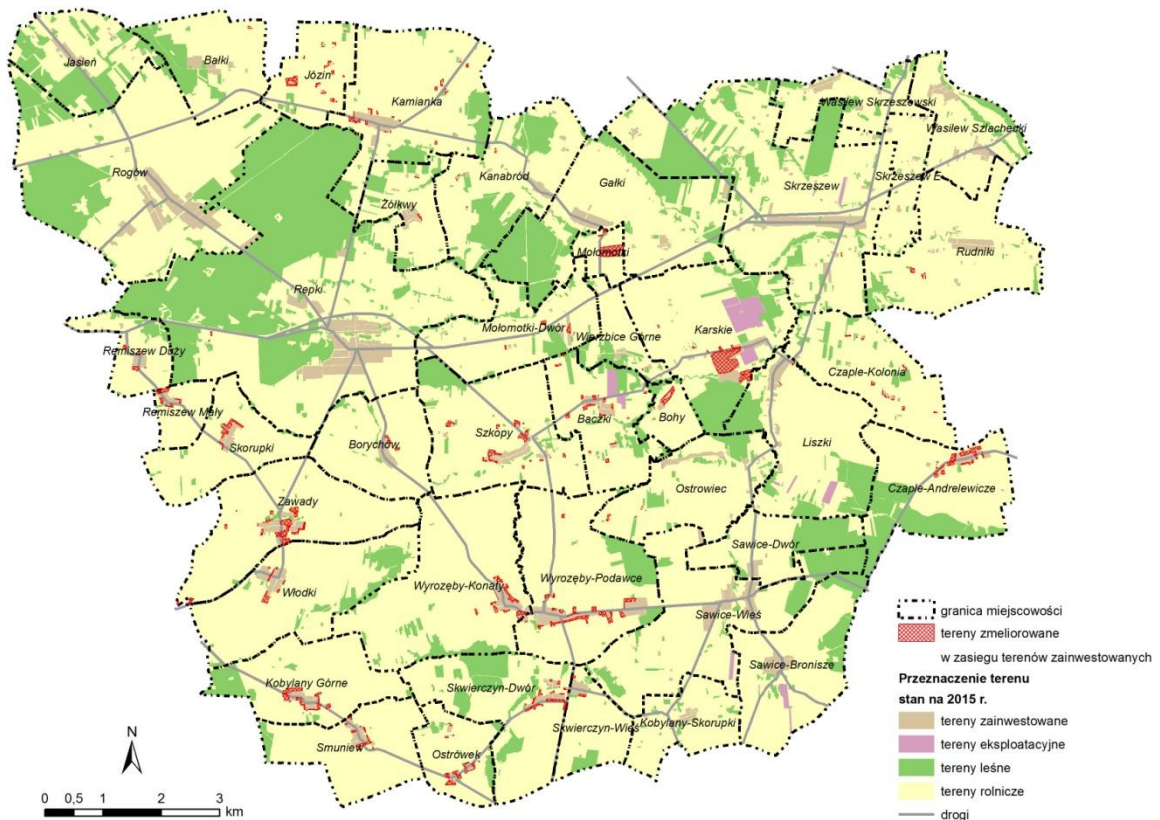 Jasień
Bałki
Józin
Kamianka
Wasilew Skrzeszewski
Wasilew Szlachecki
Rogów
Kanabród
Gałki
Skrzeszew
Skrzeszew E
Żółkwy
Mołomotki
Rudniki
Repki
Mołomotki-Dwór
Wierzbice Górne
Karskie
Remiszew Duży
Czaple-Kolonia
Remiszew Mały
Bączki
Bohy
Skorupki
Borychów
Szkopy
Liszki
Ostrowiec
Czaple-Andrelewicze
Zawady
Sawice-Dwór
Włodki
Wyrozęby-Konaty
Wyrozęby-Podawce
Sawice-Wieś
Sawice-Bronisze
Kobylany Górne
Skwierczyn-Dwór
Skwierczyn-Wieś
Kobylany-Skorupki
Smuniew
Ostrówek
N
0 0,5 1 2 3
km
granica miejscowości
tereny zmeliorowane
w zasiegu terenów zainwestowanych
Przeznaczenie terenu
stan na 2015 r.
tereny zainwestowane
tereny eksploatacyjne
tereny leśne
tereny rolnicze
drogi